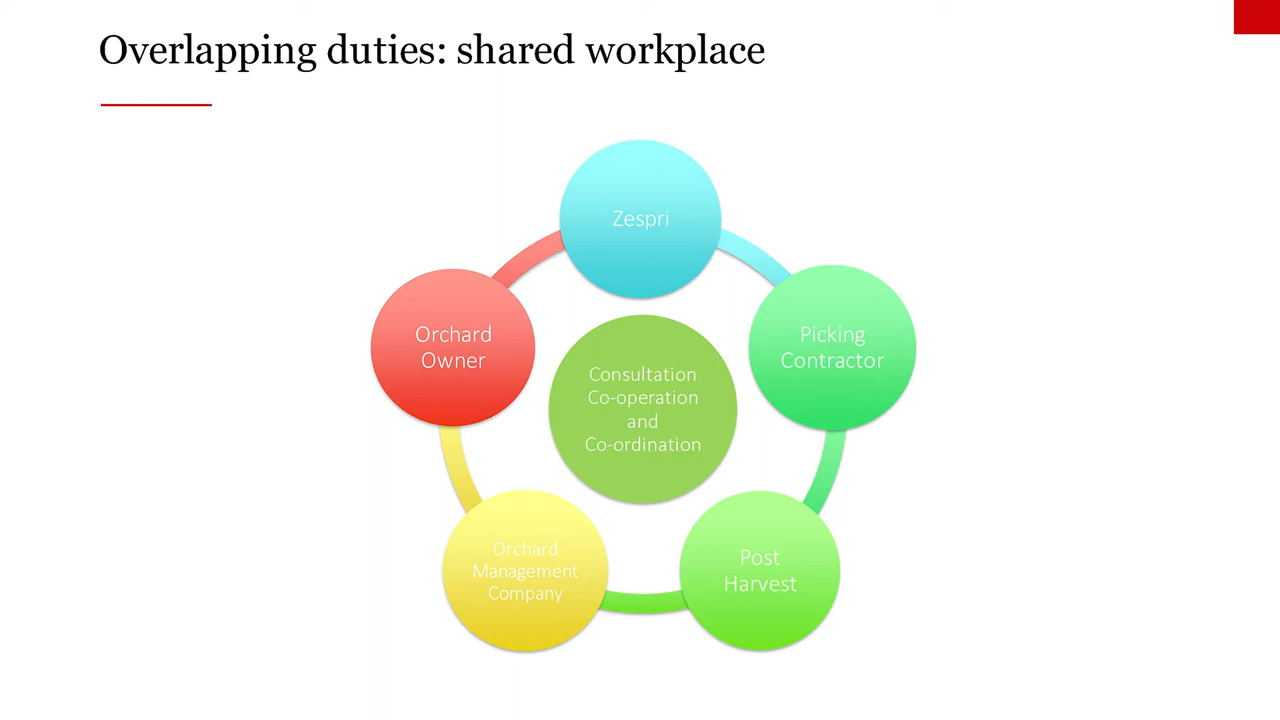 Overlapping duties: shared workplace
Zespri
Orchard
Owner
Picking
Contractor
Consultation
Co-operation
and
Co-ordination
Orchard
Management
Company
Post
Harvest